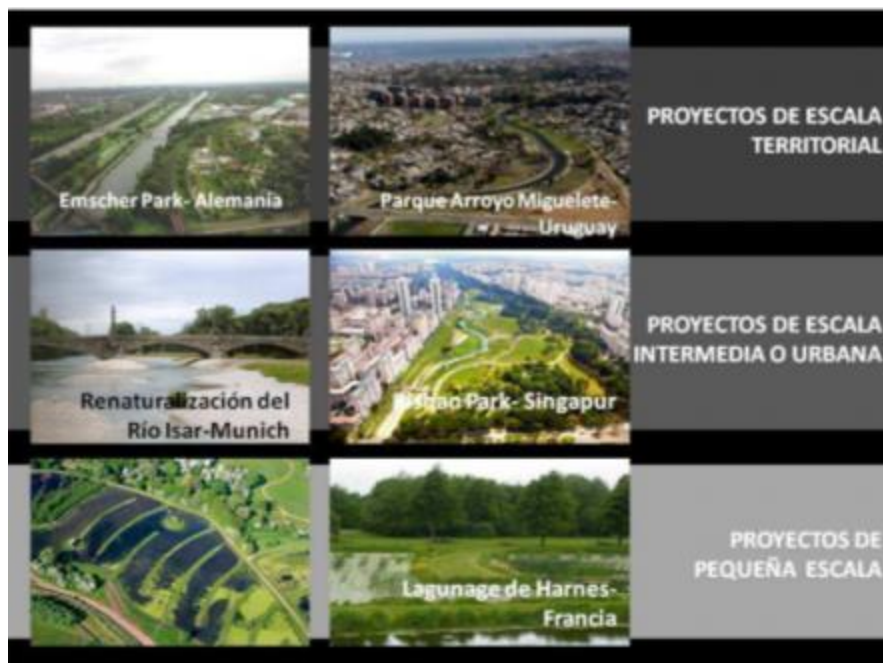 Emscher Park- Alemania
Parque Arroyo Miguelete-
Uruguay
PROYECTOS DE ESCALA
TERRITORIAL
Renaturalización del
Río Isar-Munich
Bishan Park- Singapur
PROYECTOS DE ESCALA
INTERMEDIA O URBANA
Lagunage de Harnes-
Francia
PROYECTOS DE
PEQUEÑA ESCALA